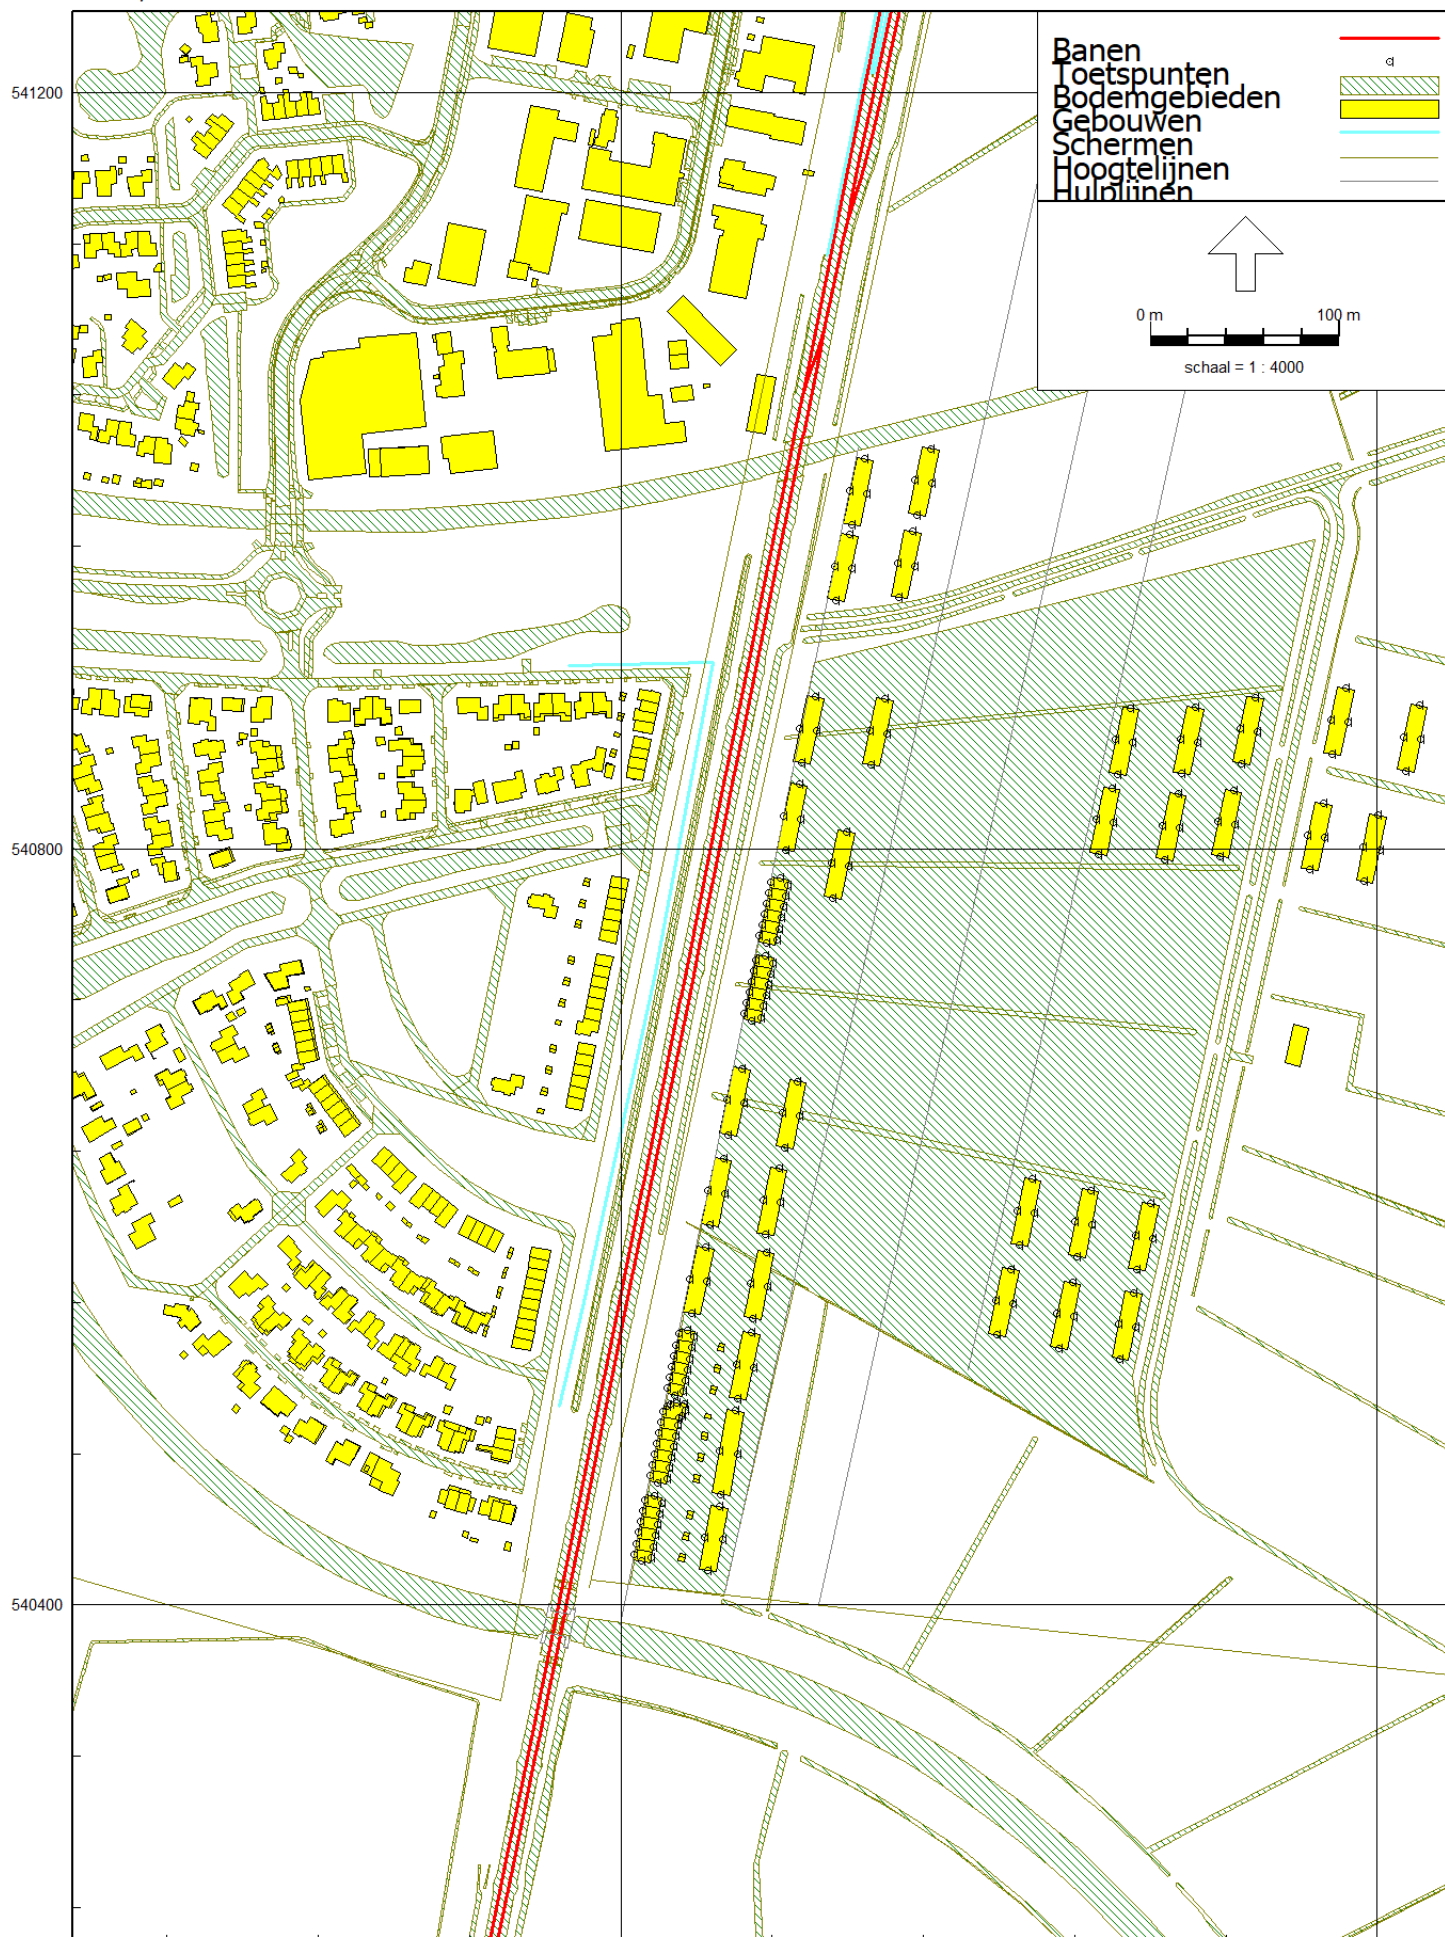 541200
Banen
Toetspunten
Bodemgebieden
Gebouwen
Schermen
Hoogtelijnen
Hulplijnen
0 m 100 m
schaal = 1 : 4000
540800
540400